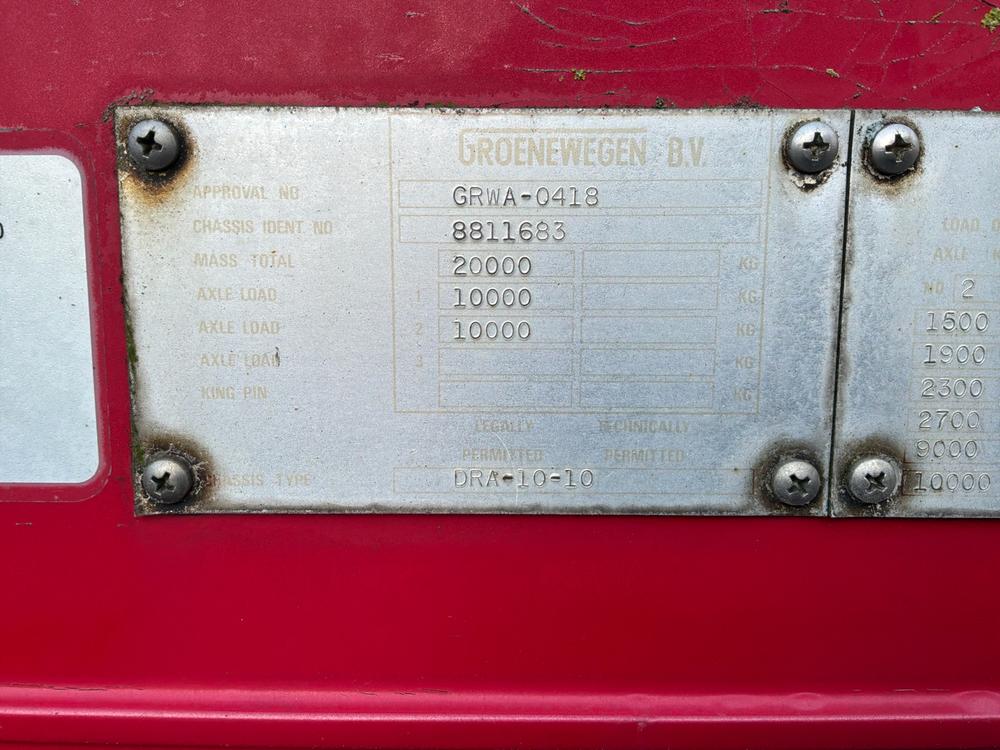 GROENEWEGEN B.V.
APPROVAL NO GRWA-0418
CHASSIS IDENT. NO 8811683
MASS TOTAL 20000 KG
AXLE LOAD 1 10000 KG
AXLE LOAD 2 10000 KG
AXLE LOAD 3 KG
KING PIN KG
LEGALLY TECHNICALLY
PERMITTED PERMITTED
CHASSIS TYPE DRA-10-10
LOAD
AXLE
NO 2
1500
1900
2300
2700
9000
10000